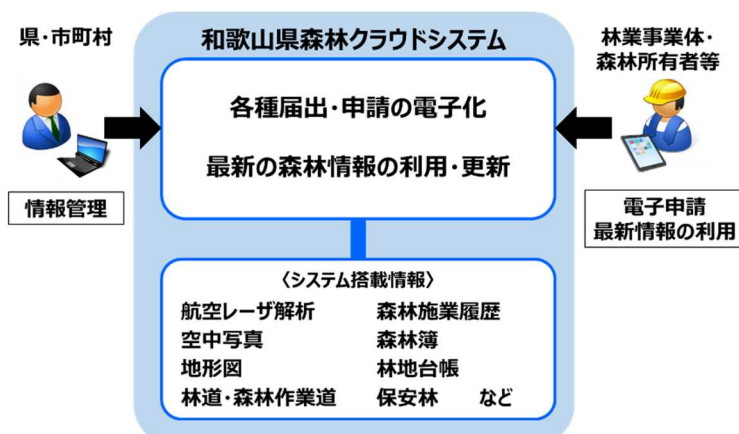 県・市町村
和歌山県森林クラウドシステム
林業事業体・
森林所有者等
各種届出・申請の電子化
最新の森林情報の利用・更新
情報管理
電子申請
最新情報の利用
〈システム搭載情報〉
航空レーザ解析 森林施業履歴
空中写真 森林簿
地形図 林地台帳
林道・森林作業道 保安林 など